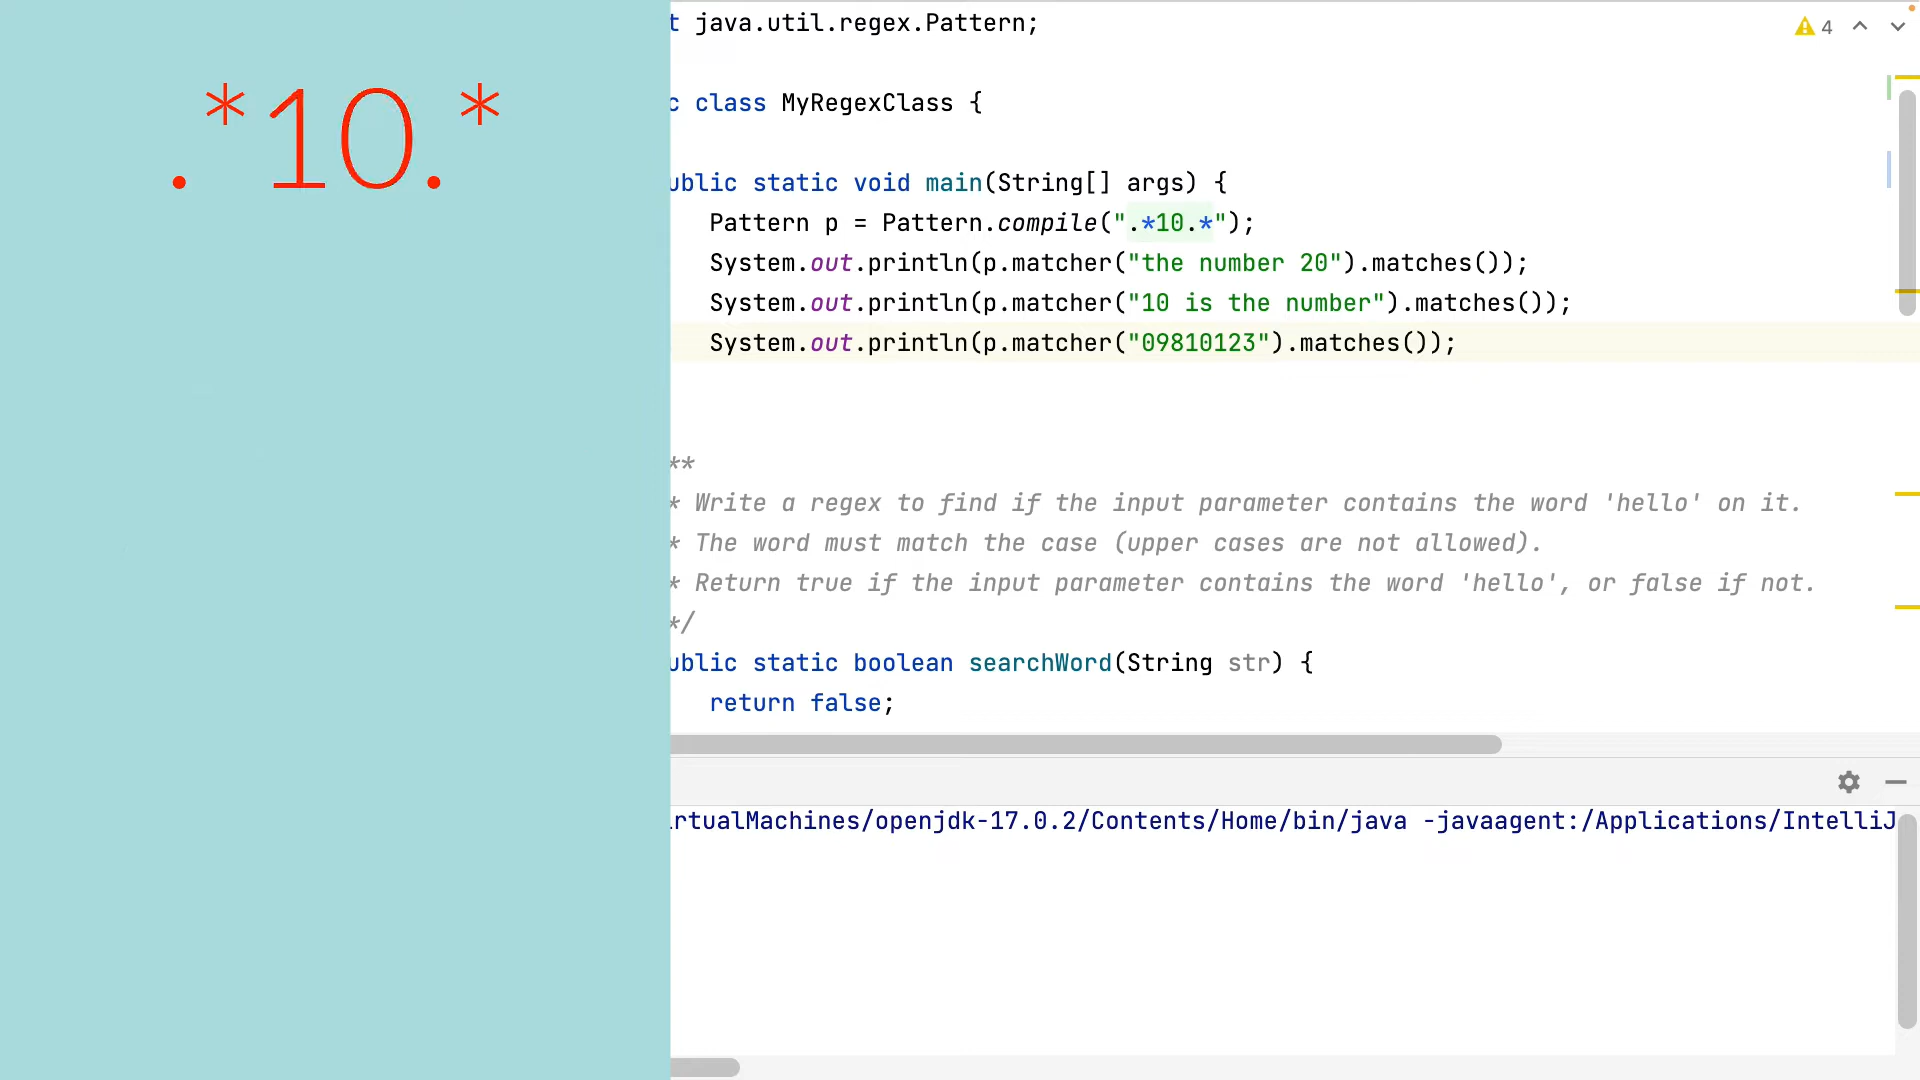 .*10.*
t java.util.regex.Pattern;
4
c class MyRegexClass {
ublic static void main(String[] args) {
Pattern p = Pattern.compile(".*10.*");
System.out.println(p.matcher("the number 20").matches());
System.out.println(p.matcher("10 is the number").matches());
System.out.println(p.matcher("09810123").matches());
**
* Write a regex to find if the input parameter contains the word 'hello' on it.
* The word must match the case (upper cases are not allowed).
* Return true if the input parameter contains the word 'hello', or false if not.
*/
ublic static boolean searchWord(String str) {
return false;
rtualMachines/openjdk-17.0.2/Contents/Home/bin/java -javaagent:/Applications/IntelliJ